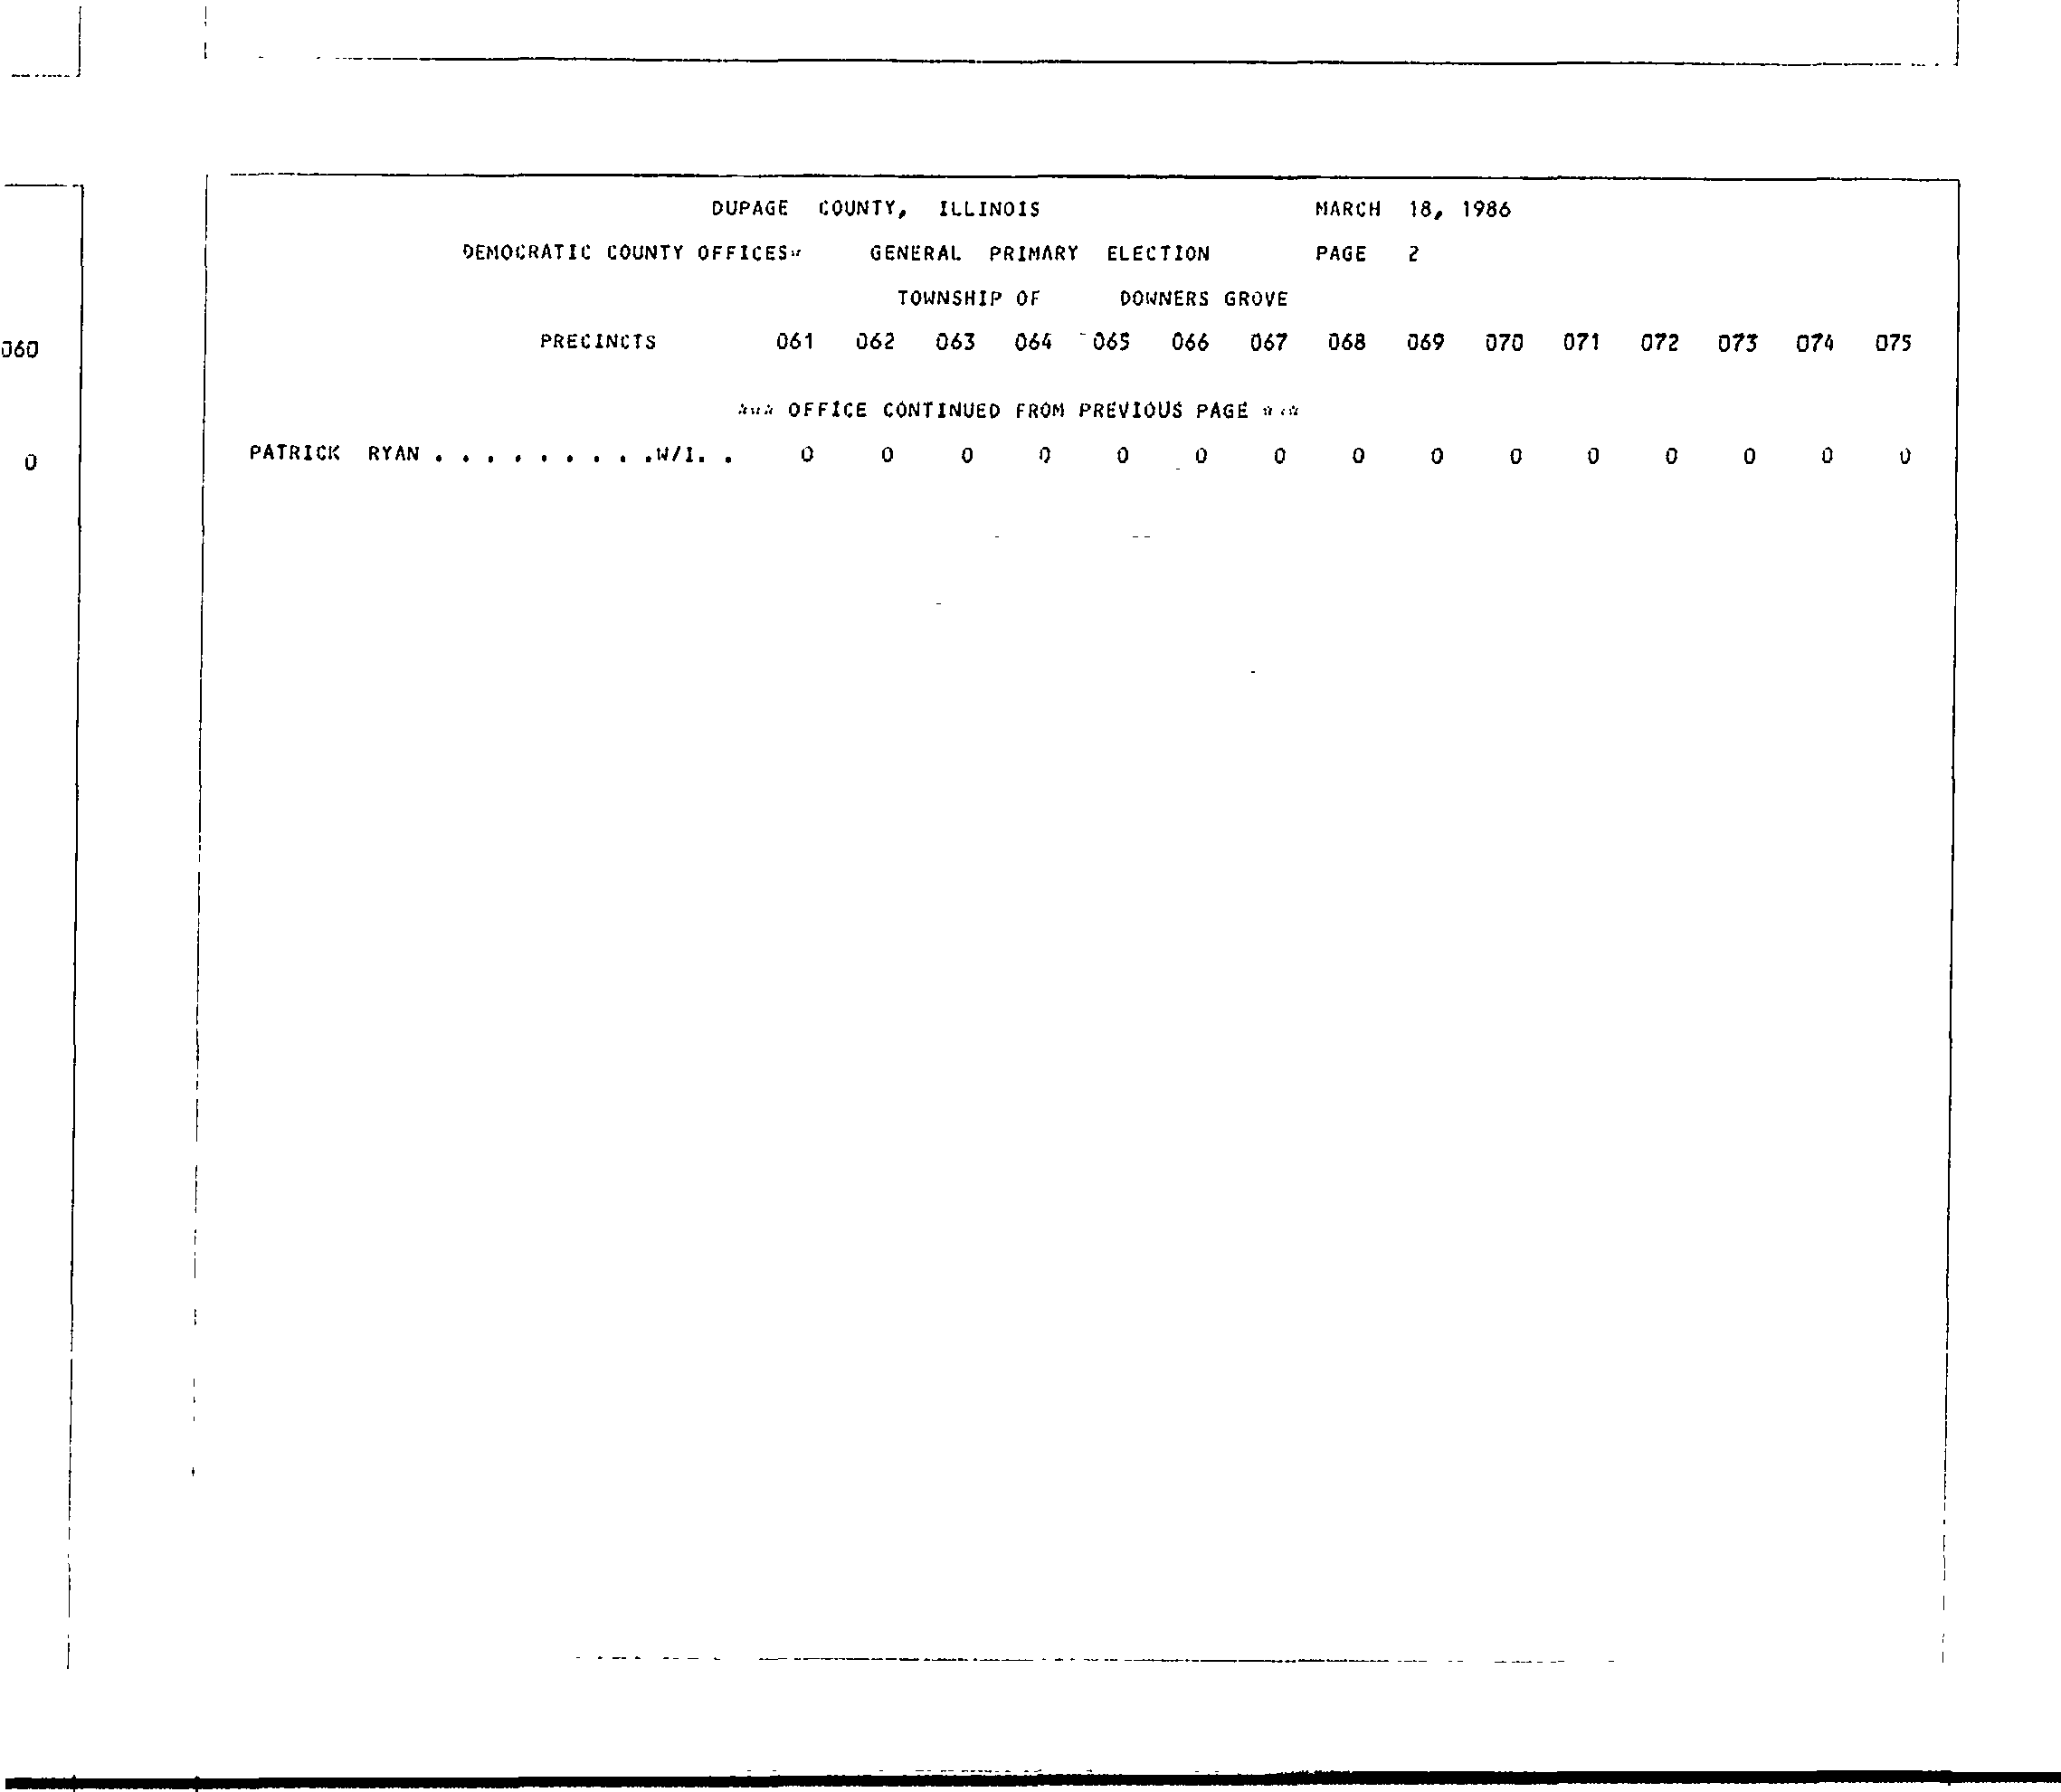 DUPAGE COUNTY, ILLINOIS MARCH 18, 1986
DEMOCRATIC COUNTY OFFICES* GENERAL PRIMARY ELECTION PAGE 2
TOWNSHIP OF DOWNERS GROVE
060
PRECINCTS 061 062 063 064 065 066 067 068 069 070 071 072 073 074 075
*** OFFICE CONTINUED FROM PREVIOUS PAGE ***
0
PATRICK RYAN . . . . . . . . .W/I. . 0 0 0 0 0 0 0 0 0 0 0 0 0 0 0